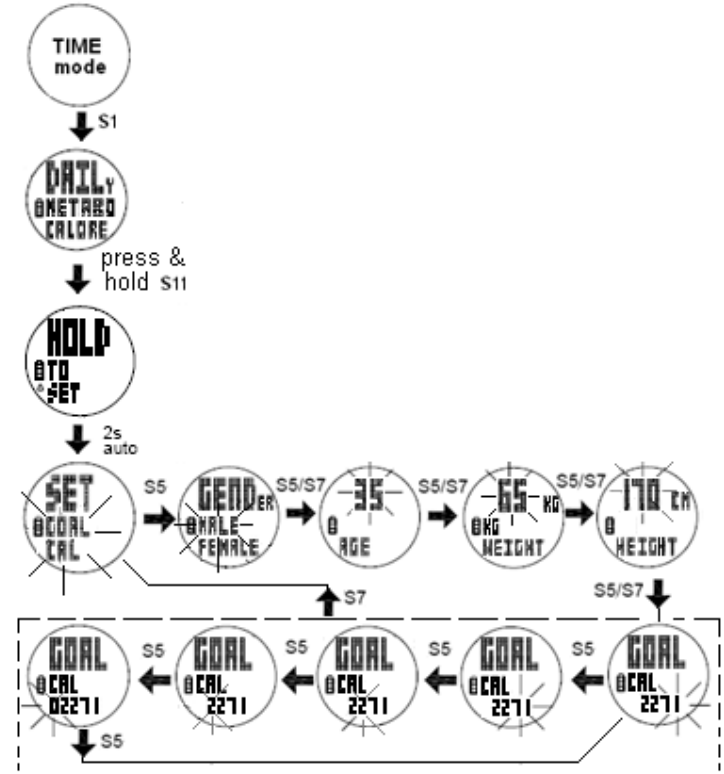 TIME
mode
S1
DAILY
METABO
CALORE
press &
hold S11
HOLD
TO
SET
2s
auto
SET
GOAL
CAL
S5
GENDER
MALE
FEMALE
S5/S7
35
AGE
S5/S7
65 KG
KG
WEIGHT
S5/S7
170 CM
HEIGHT
S7
S5/S7
GOAL
CAL
02271
S5
GOAL
CAL
2271
S5
GOAL
CAL
2271
S5
GOAL
CAL
2271
S5
GOAL
CAL
2271
S5